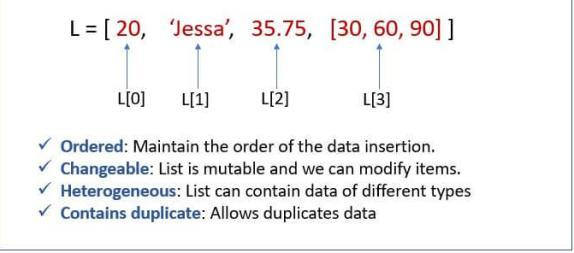 L = [ 20, ‘Jessa’, 35.75, [30, 60, 90] ]
L[0] L[1] L[2] L[3]
✓ Ordered: Maintain the order of the data insertion.
✓ Changeable: List is mutable and we can modify items.
✓ Heterogeneous: List can contain data of different types
✓ Contains duplicate: Allows duplicates data